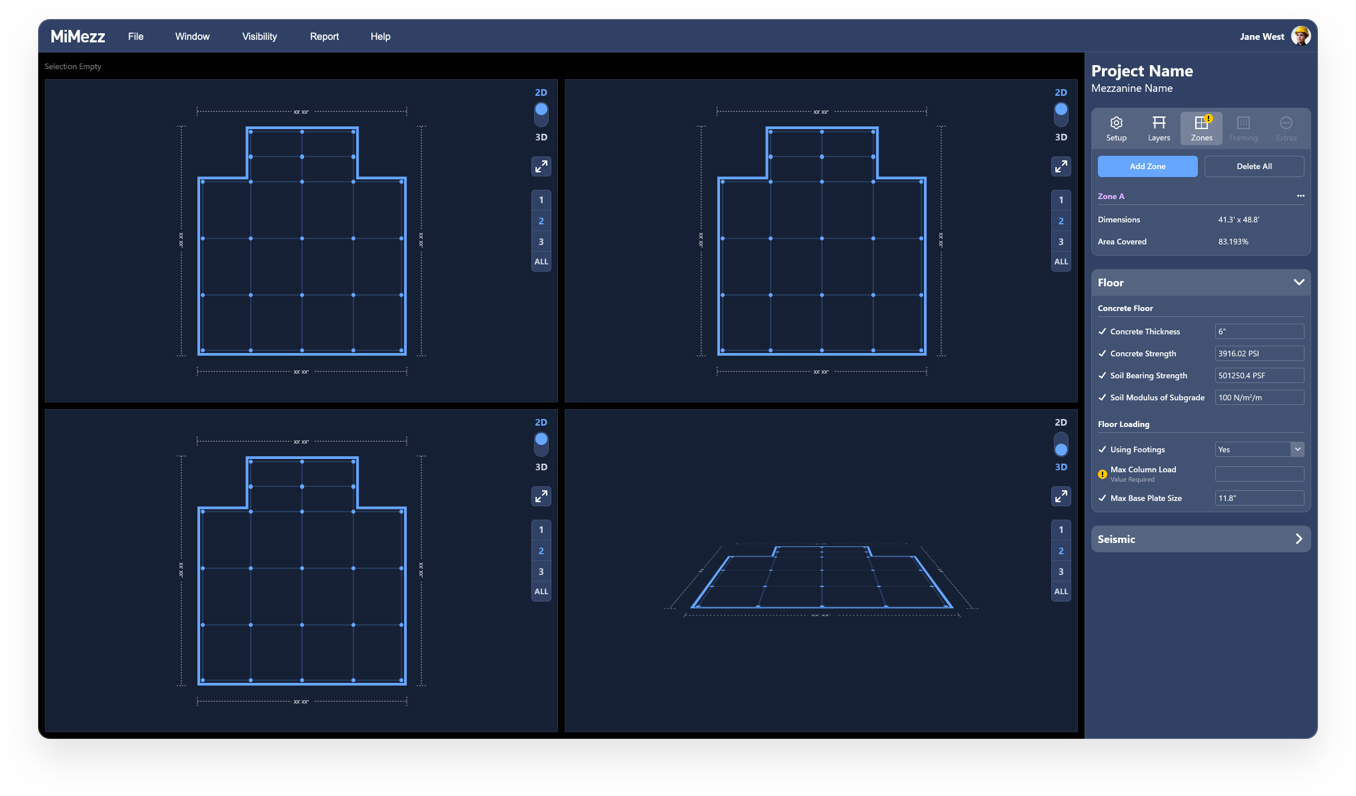 MiMezz File Window Visibility Report Help Jane West
Selection Empty
2D
3D
1
2
3
ALL
XX' XX"
XX' XX"
XX' XX"
XX' XX"
2D
3D
1
2
3
ALL
XX' XX"
XX' XX"
XX' XX"
XX' XX"
2D
3D
1
2
3
ALL
XX' XX"
XX' XX"
XX' XX"
XX' XX"
2D
3D
1
2
3
ALL
XX' XX"
Project Name
Mezzanine Name
Setup Layers Zones Framing Extras
Add Zone Delete All
Zone A
Dimensions 41.3' x 48.8'
Area Covered 83.193%
Floor
Concrete Floor
Concrete Thickness 6"
Concrete Strength 3916.02 PSI
Soil Bearing Strength 501250.4 PSF
Soil Modulus of Subgrade 100 N/m²/m
Floor Loading
Using Footings Yes
Max Column Load
Value Required
Max Base Plate Size 11.8"
Seismic